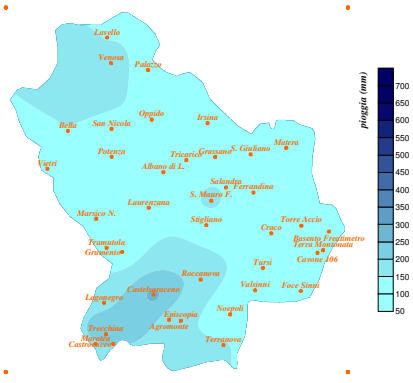 Lavello
Venosa
Palazzo
pioggia (mm)
700
650
600
550
500
450
400
350
300
250
200
150
100
50
Oppido
Irsina
Bella
San Nicola
Matera
Potenza
Tricarico
Grassano
S. Giuliano
Vietri
Albano di L.
Salandra
Ferrandina
S. Mauro F.
Laurenzana
Marsico N.
Stigliano
Craco
Torre Accio
Basento Freatimetro
Terra Montonata
Cavone 106
Tramutola
Grumento
Tursi
Roccanova
Castelsaraceno
Valsinni
Foce Sinni
Lagonegro
Noepoli
Episcopia
Agromonte
Trecchina
Maratea
Castrocucco
Terranova